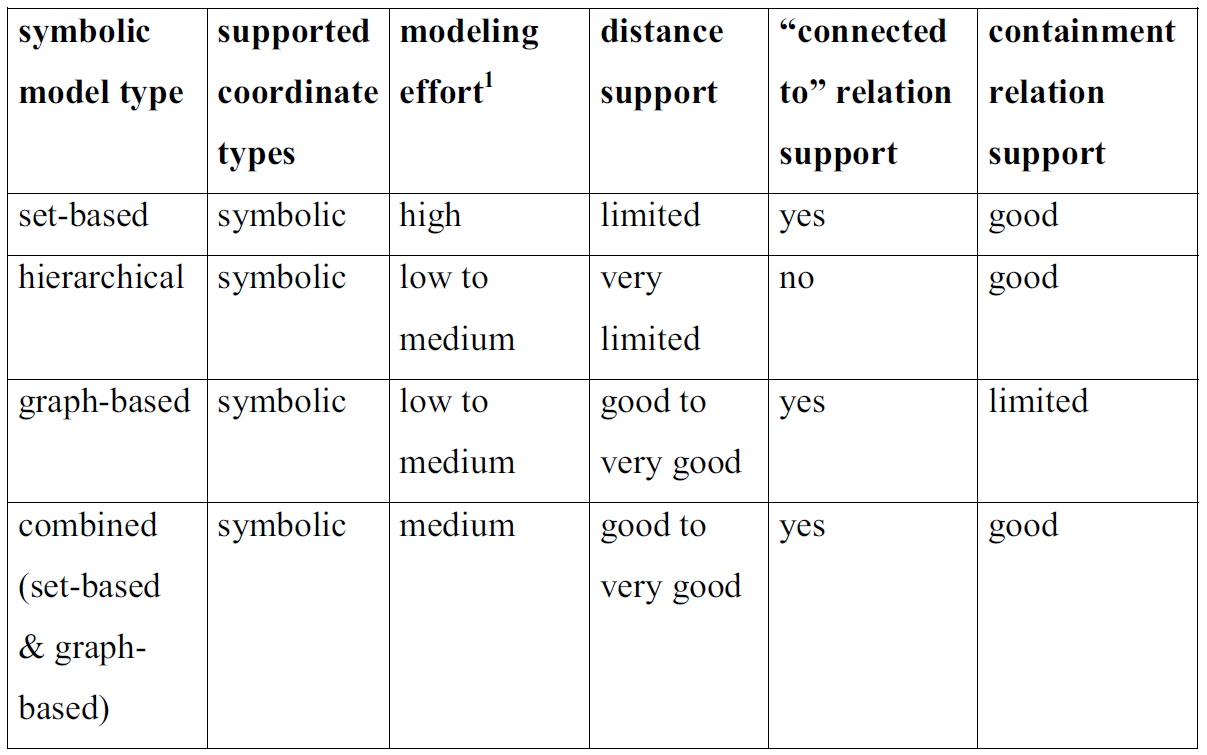 symbolic model type | supported coordinate types | modeling effort1 | distance support | “connected to” relation support | containment relation support
set-based | symbolic | high | limited | yes | good
hierarchical | symbolic | low to medium | very limited | no | good
graph-based | symbolic | low to medium | good to very good | yes | limited
combined (set-based & graph-based) | symbolic | medium | good to very good | yes | good